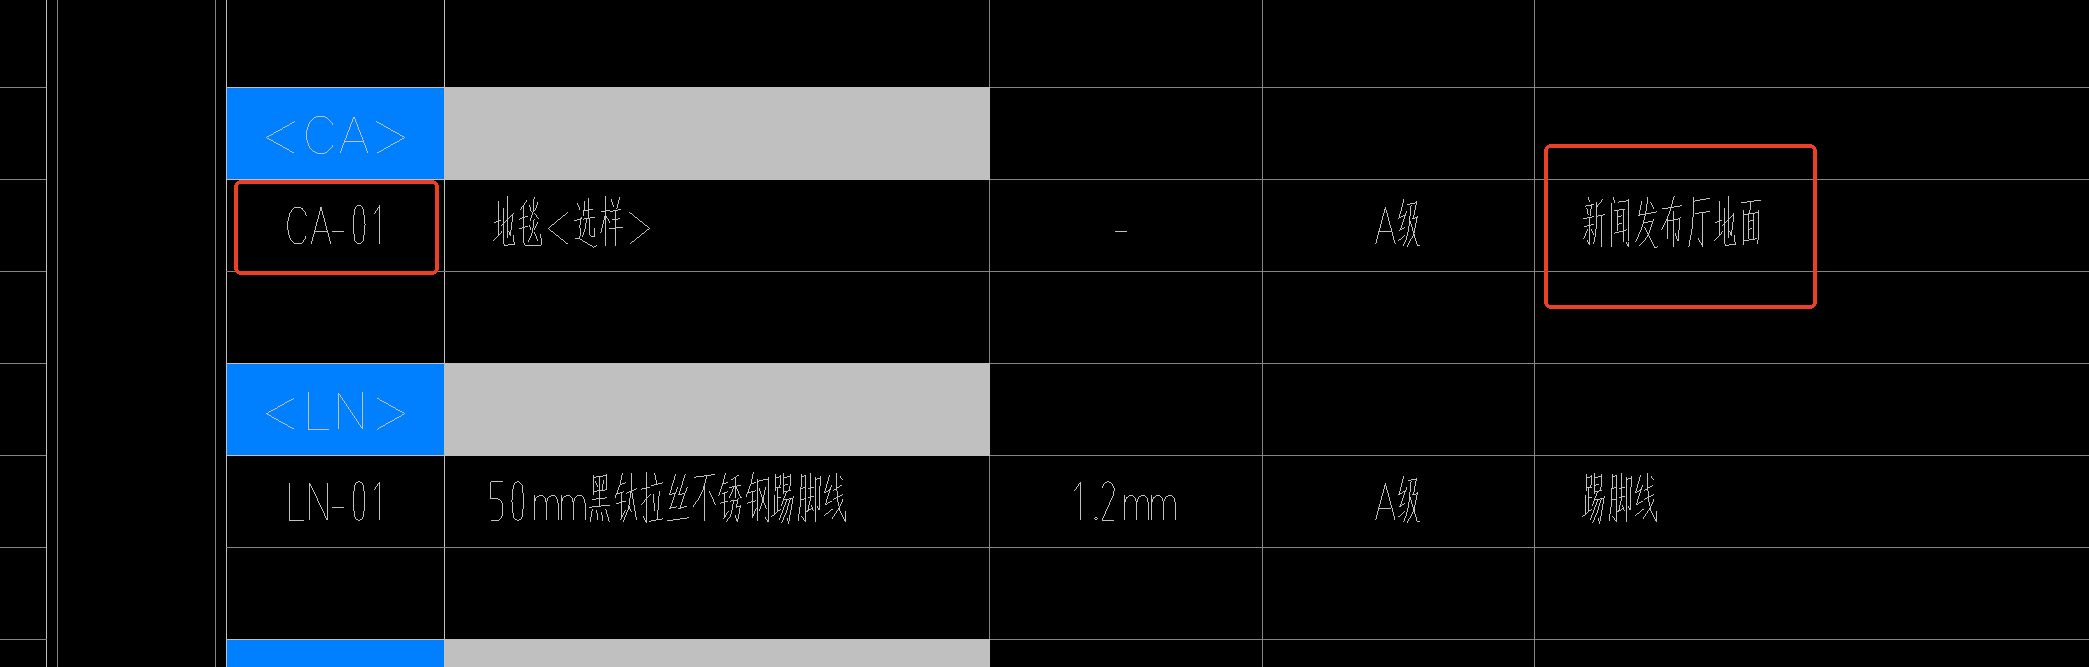 <CA>
CA-01 地毯<选样> - A级 新闻发布厅地面
<LN>
LN-01 50mm黑钛拉丝不锈钢踢脚线 1.2mm A级 踢脚线